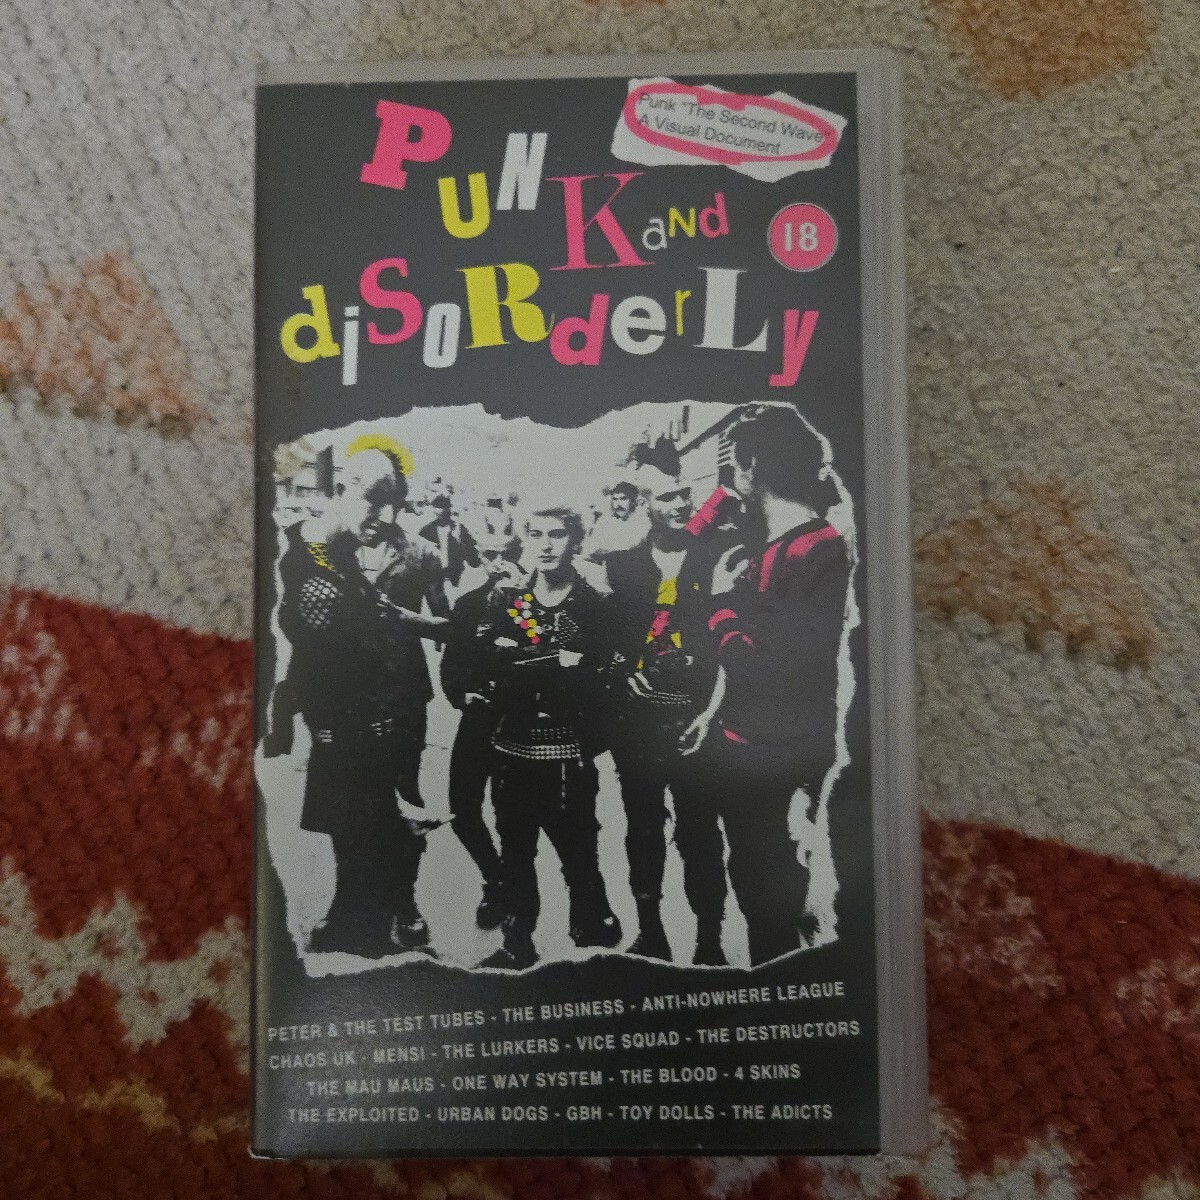 Punk "The Second Wave"
A Visual Document
PUNK AND
diSORderLy
18
PETER & THE TEST TUBES - THE BUSINESS - ANTI-NOWHERE LEAGUE
CHAOS UK - MENSI - THE LURKERS - VICE SQUAD - THE DESTRUCTORS
THE MAU MAUS - ONE WAY SYSTEM - THE BLOOD - 4 SKINS
THE EXPLOITED - URBAN DOGS - GBH - TOY DOLLS - THE ADICTS